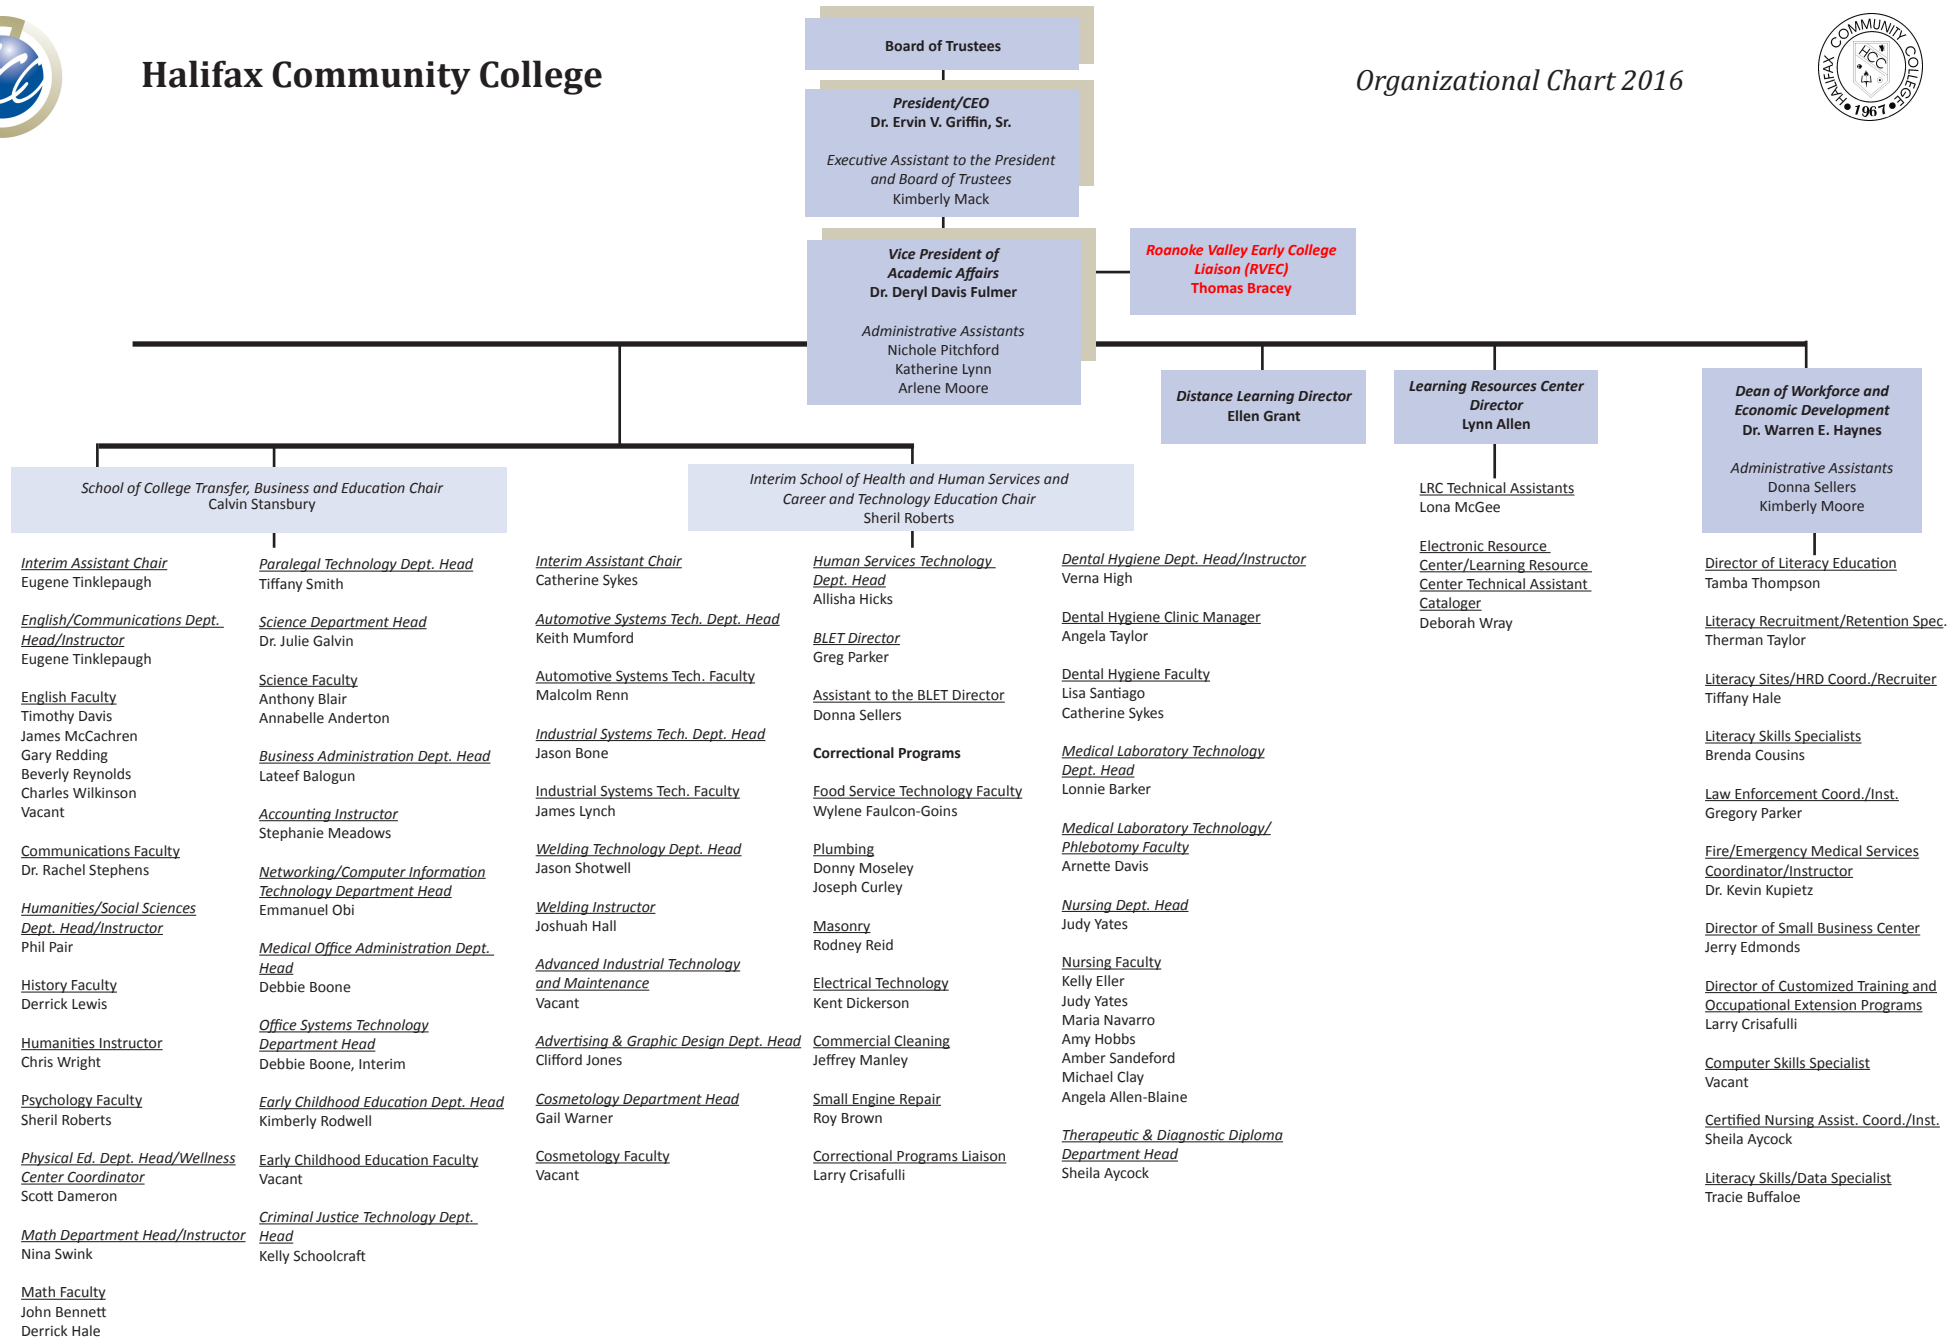 Halifax Community College
Organizational Chart 2016
HALIFAX COMMUNITY COLLEGE
HCC
1967
Board of Trustees
President/CEO
Dr. Ervin V. Griffin, Sr.
Executive Assistant to the President
and Board of Trustees
Kimberly Mack
Vice President of
Academic Affairs
Dr. Deryl Davis Fulmer
Administrative Assistants
Nichole Pitchford
Katherine Lynn
Arlene Moore
Roanoke Valley Early College
Liaison (RVEC)
Thomas Bracey
Distance Learning Director
Ellen Grant
Learning Resources Center
Director
Lynn Allen
Dean of Workforce and
Economic Development
Dr. Warren E. Haynes
Administrative Assistants
Donna Sellers
Kimberly Moore
School of College Transfer, Business and Education Chair
Calvin Stansbury
Interim School of Health and Human Services and
Career and Technology Education Chair
Sheril Roberts
Interim Assistant Chair
Eugene Tinklepaugh
English/Communications Dept.
Head/Instructor
Eugene Tinklepaugh
English Faculty
Timothy Davis
James McCachren
Gary Redding
Beverly Reynolds
Charles Wilkinson
Vacant
Communications Faculty
Dr. Rachel Stephens
Humanities/Social Sciences
Dept. Head/Instructor
Phil Pair
History Faculty
Derrick Lewis
Humanities Instructor
Chris Wright
Psychology Faculty
Sheril Roberts
Physical Ed. Dept. Head/Wellness
Center Coordinator
Scott Dameron
Math Department Head/Instructor
Nina Swink
Math Faculty
John Bennett
Derrick Hale
Paralegal Technology Dept. Head
Tiffany Smith
Science Department Head
Dr. Julie Galvin
Science Faculty
Anthony Blair
Annabelle Anderton
Business Administration Dept. Head
Lateef Balogun
Accounting Instructor
Stephanie Meadows
Networking/Computer Information
Technology Department Head
Emmanuel Obi
Medical Office Administration Dept.
Head
Debbie Boone
Office Systems Technology
Department Head
Debbie Boone, Interim
Early Childhood Education Dept. Head
Kimberly Rodwell
Early Childhood Education Faculty
Vacant
Criminal Justice Technology Dept.
Head
Kelly Schoolcraft
Interim Assistant Chair
Catherine Sykes
Automotive Systems Tech. Dept. Head
Keith Mumford
Automotive Systems Tech. Faculty
Malcolm Renn
Industrial Systems Tech. Dept. Head
Jason Bone
Industrial Systems Tech. Faculty
James Lynch
Welding Technology Dept. Head
Jason Shotwell
Welding Instructor
Joshuah Hall
Advanced Industrial Technology
and Maintenance
Vacant
Advertising & Graphic Design Dept. Head
Clifford Jones
Cosmetology Department Head
Gail Warner
Cosmetology Faculty
Vacant
Human Services Technology
Dept. Head
Allisha Hicks
BLET Director
Greg Parker
Assistant to the BLET Director
Donna Sellers
Correctional Programs
Food Service Technology Faculty
Wylene Faulcon-Goins
Plumbing
Donny Moseley
Joseph Curley
Masonry
Rodney Reid
Electrical Technology
Kent Dickerson
Commercial Cleaning
Jeffrey Manley
Small Engine Repair
Roy Brown
Correctional Programs Liaison
Larry Crisafulli
Dental Hygiene Dept. Head/Instructor
Verna High
Dental Hygiene Clinic Manager
Angela Taylor
Dental Hygiene Faculty
Lisa Santiago
Catherine Sykes
Medical Laboratory Technology
Dept. Head
Lonnie Barker
Medical Laboratory Technology/
Phlebotomy Faculty
Arnette Davis
Nursing Dept. Head
Judy Yates
Nursing Faculty
Kelly Eller
Judy Yates
Maria Navarro
Amy Hobbs
Amber Sandeford
Michael Clay
Angela Allen-Blaine
Therapeutic & Diagnostic Diploma
Department Head
Sheila Aycock
LRC Technical Assistants
Lona McGee
Electronic Resource
Center/Learning Resource
Center Technical Assistant
Cataloger
Deborah Wray
Director of Literacy Education
Tamba Thompson
Literacy Recruitment/Retention Spec.
Therman Taylor
Literacy Sites/HRD Coord./Recruiter
Tiffany Hale
Literacy Skills Specialists
Brenda Cousins
Law Enforcement Coord./Inst.
Gregory Parker
Fire/Emergency Medical Services
Coordinator/Instructor
Dr. Kevin Kupietz
Director of Small Business Center
Jerry Edmonds
Director of Customized Training and
Occupational Extension Programs
Larry Crisafulli
Computer Skills Specialist
Vacant
Certified Nursing Assist. Coord./Inst.
Sheila Aycock
Literacy Skills/Data Specialist
Tracie Buffaloe